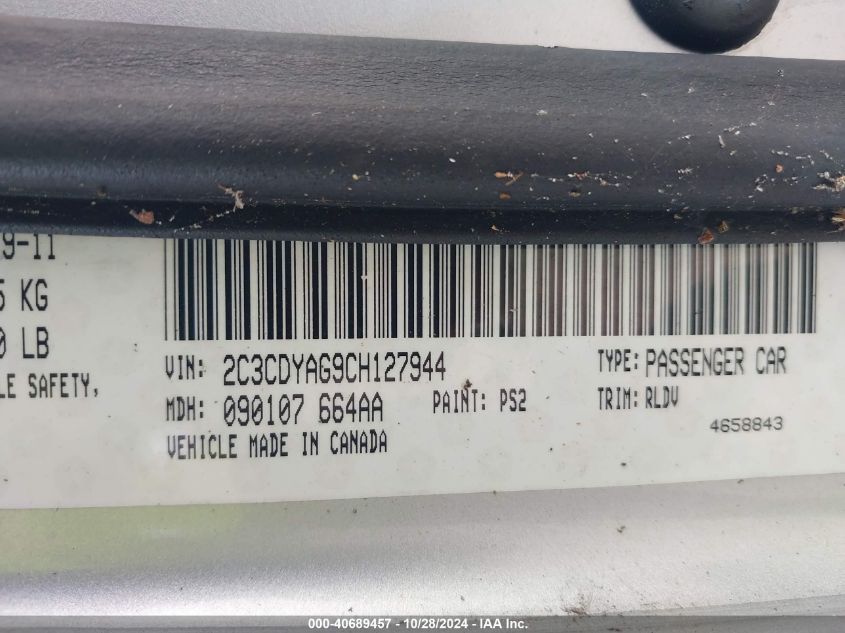 9-11
5 KG
0 LB
LE SAFETY,
VIN: 2C3CDYAG9CH127944
TYPE: PASSENGER CAR
MDH: 090107 664AA
PAINT: PS2
TRIM: RLDV
VEHICLE MADE IN CANADA
4658843
000-40689457 - 10/28/2024 - IAA Inc.